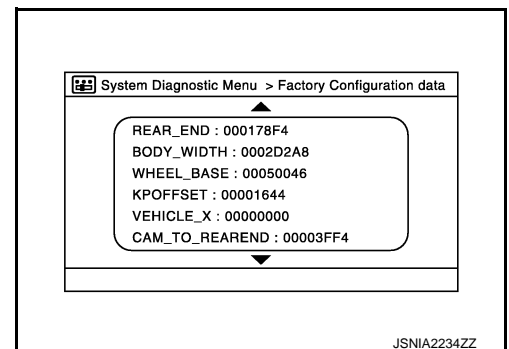 System Diagnostic Menu > Factory Configuration data
REAR_END : 000178F4
BODY_WIDTH : 0002D2A8
WHEEL_BASE : 00050046
KPOFFSET : 00001644
VEHICLE_X : 00000000
CAM_TO_REAREND : 00003FF4
JSNIA2234ZZ